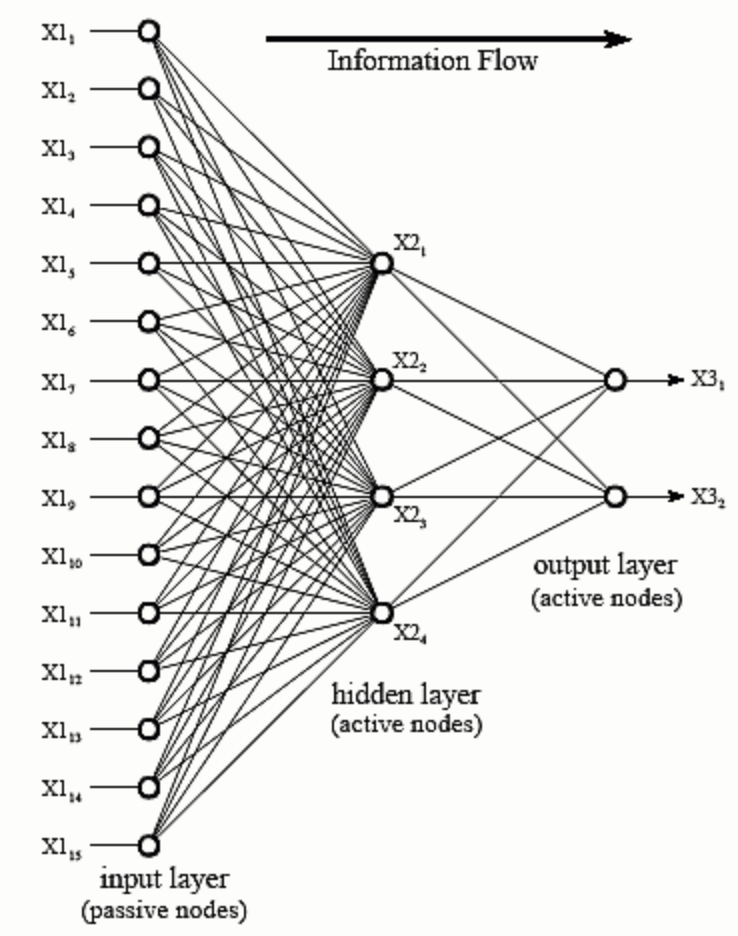 X1₁
Information Flow
X1₂
X1₃
X1₄
X2₁
X1₅
X1₆
X2₂
X1₇
X3₁
X1₈
X1₉
X3₂
X2₃
X1₁₀
output layer
(active nodes)
X1₁₁
X2₄
X1₁₂
hidden layer
(active nodes)
X1₁₃
X1₁₄
X1₁₅
input layer
(passive nodes)